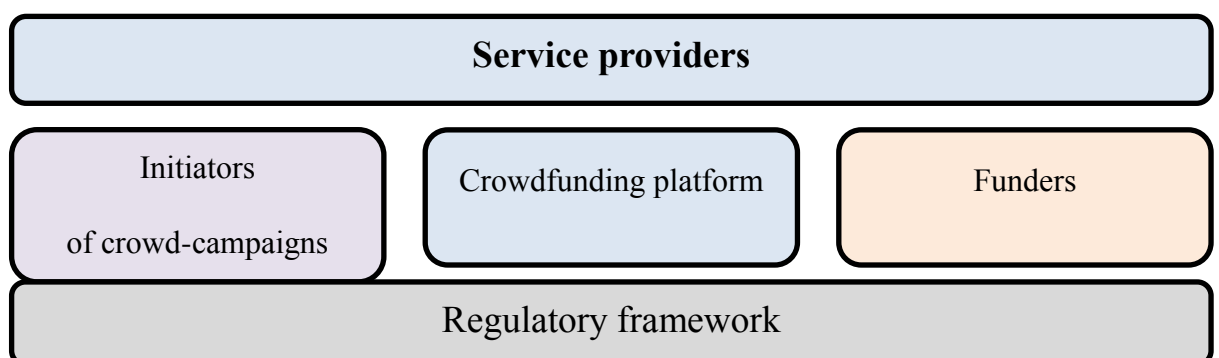 Service providers
Initiators
of crowd-campaigns
Crowdfunding platform
Funders
Regulatory framework